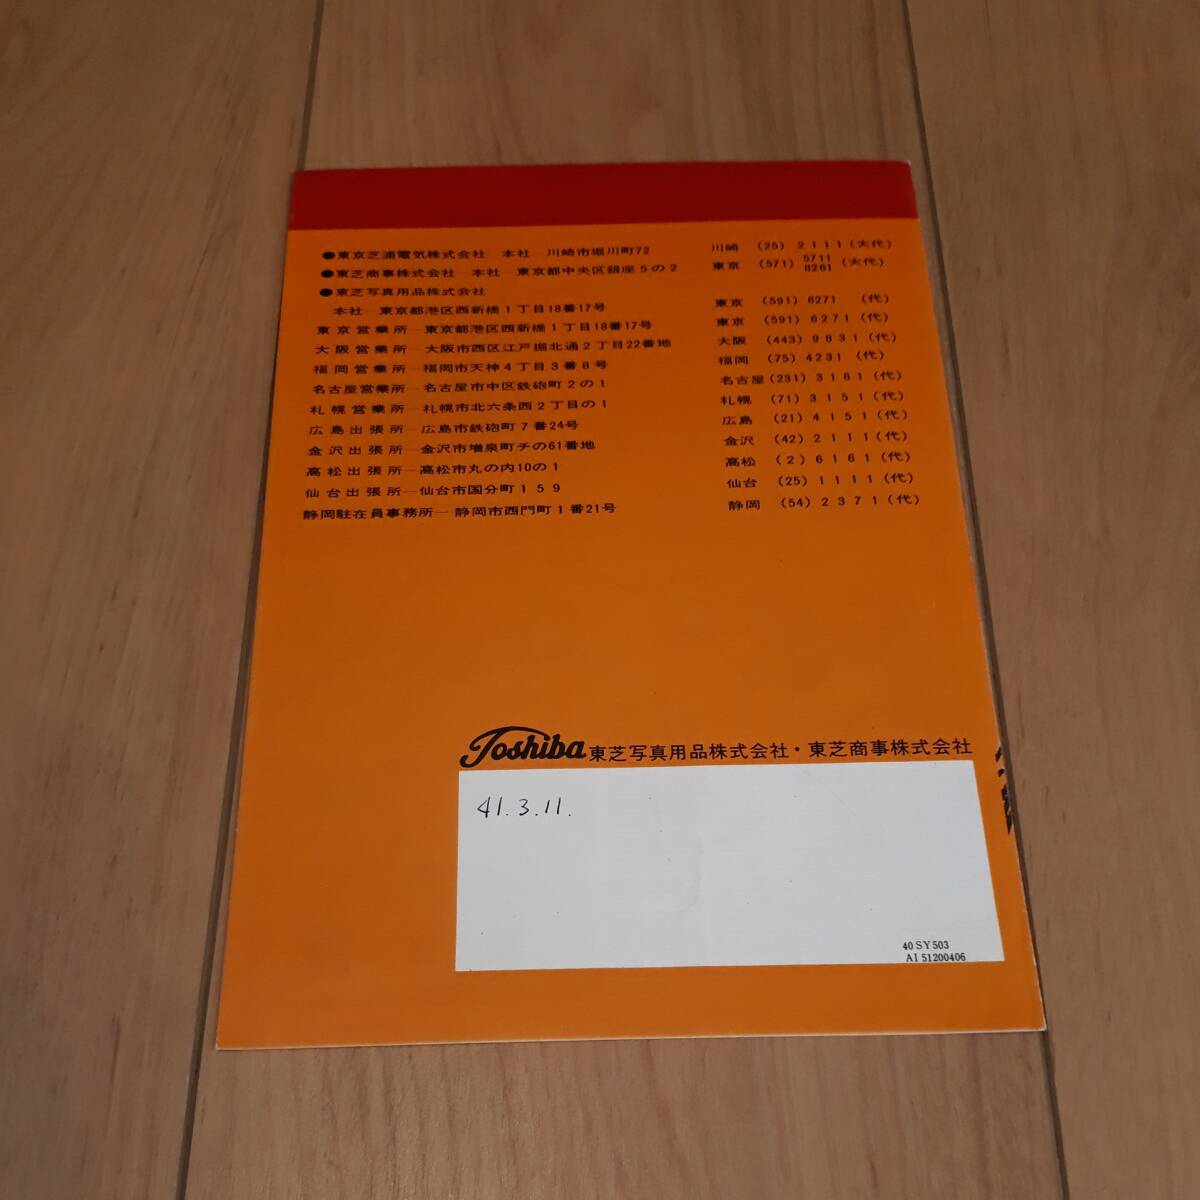 ●東京芝浦電気株式会社─本社 川崎市堀川町72 川崎 (25) 2111(大代)
●東芝商事株式会社─本社─東京都中央区銀座5の2 東京 (571) 5711 8261 (大代)
●東芝写真用品株式会社
本社─東京都港区西新橋1丁目18番17号 東京 (591) 6271 (代)
東京営業所─東京都港区西新橋1丁目18番17号 東京 (591) 6271(代)
大阪営業所─大阪市西区江戸堀北通2丁目22番地 大阪 (443) 9831(代)
福岡営業所─福岡市天神4丁目3番8号 福岡 (75) 4231 (代)
名古屋営業所─名古屋市中区鉄砲町2の1 名古屋 (231) 3161(代)
札幌営業所─札幌市北六条西2丁目の1 札幌 (71) 3151(代)
広島出張所─広島市鉄砲町7番24号 広島 (21) 4151(代)
金沢出張所─金沢市増泉町チの61番地 金沢 (42) 2111(代)
高松出張所─高松市丸の内10の1 高松 (2) 6161(代)
仙台出張所─仙台市国分町159 仙台 (25) 1111(代)
静岡駐在員事務所─静岡市西門町1番21号 静岡 (54) 2371(代)
Toshiba 東芝写真用品株式会社・東芝商事株式会社
41.3.11.
40 SY503
AI 51200406